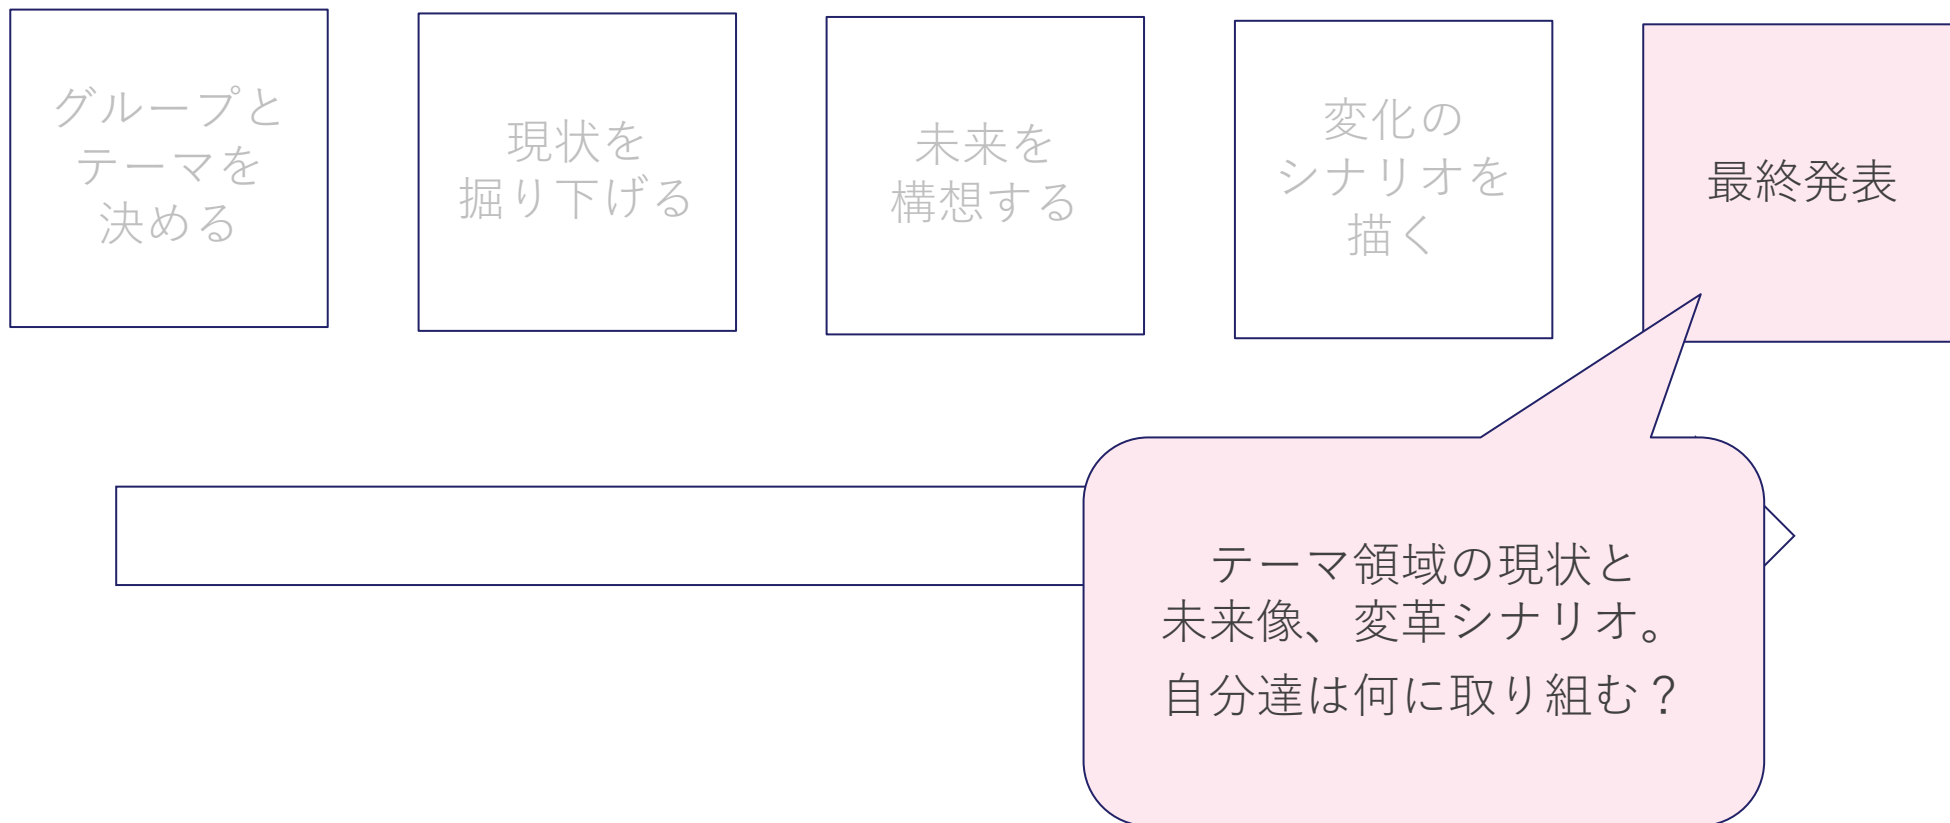 グループと
テーマを
決める
現状を
掘り下げる
未来を
構想する
変化の
シナリオを
描く
最終発表
テーマ領域の現状と
未来像、変革シナリオ。
自分達は何に取り組む？